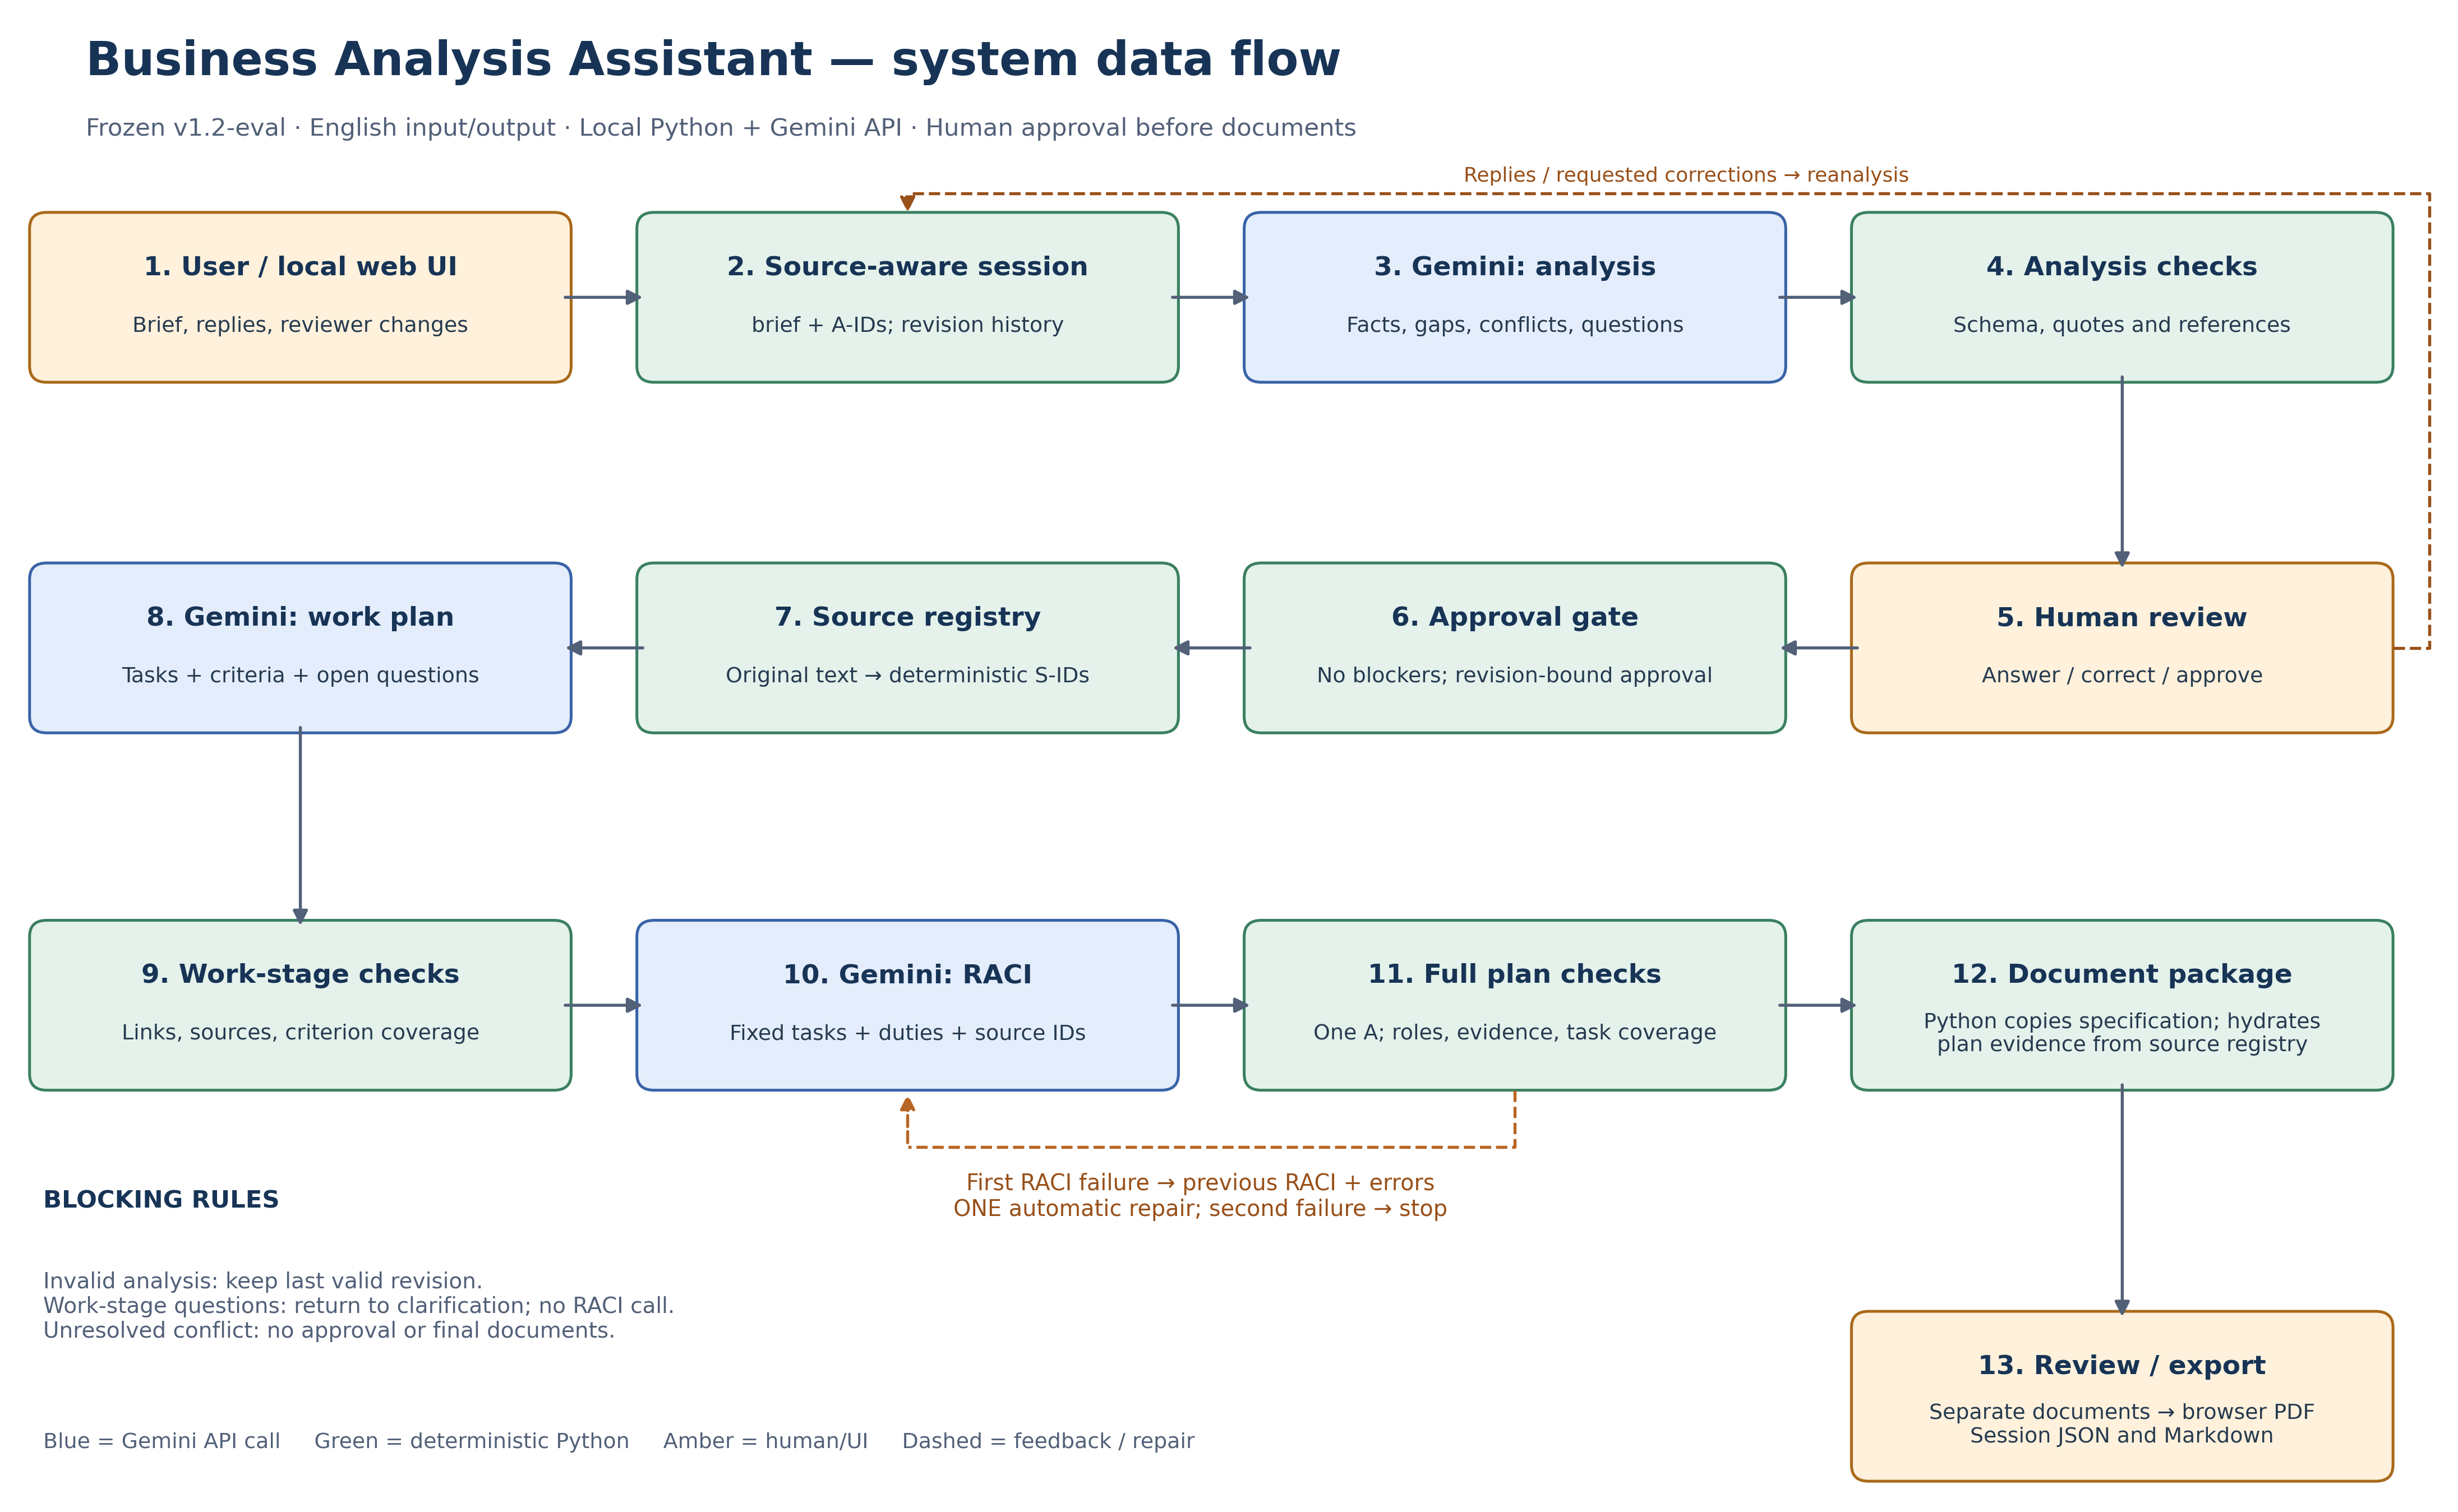 Business Analysis Assistant — system data flow
Frozen v1.2-eval · English input/output · Local Python + Gemini API · Human approval before documents
Replies / requested corrections → reanalysis
1. User / local web UI
Brief, replies, reviewer changes
2. Source-aware session
brief + A-IDs; revision history
3. Gemini: analysis
Facts, gaps, conflicts, questions
4. Analysis checks
Schema, quotes and references
8. Gemini: work plan
Tasks + criteria + open questions
7. Source registry
Original text → deterministic S-IDs
6. Approval gate
No blockers; revision-bound approval
5. Human review
Answer / correct / approve
9. Work-stage checks
Links, sources, criterion coverage
10. Gemini: RACI
Fixed tasks + duties + source IDs
11. Full plan checks
One A; roles, evidence, task coverage
12. Document package
Python copies specification; hydrates
plan evidence from source registry
First RACI failure → previous RACI + errors
ONE automatic repair; second failure → stop
BLOCKING RULES
Invalid analysis: keep last valid revision.
Work-stage questions: return to clarification; no RACI call.
Unresolved conflict: no approval or final documents.
13. Review / export
Separate documents → browser PDF
Session JSON and Markdown
Blue = Gemini API call Green = deterministic Python Amber = human/UI Dashed = feedback / repair